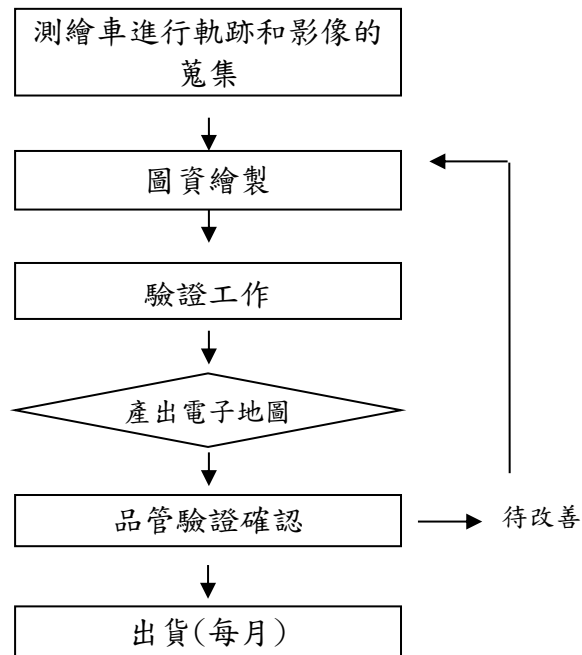 測繪車進行軌跡和影像的
蒐集
圖資繪製
驗證工作
產出電子地圖
品管驗證確認
待改善
出貨(每月)